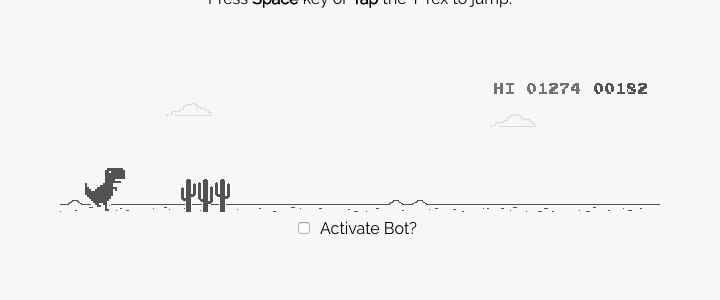 Press Space key or Tap the T-rex to jump.
HI 01274 00182
Activate Bot?